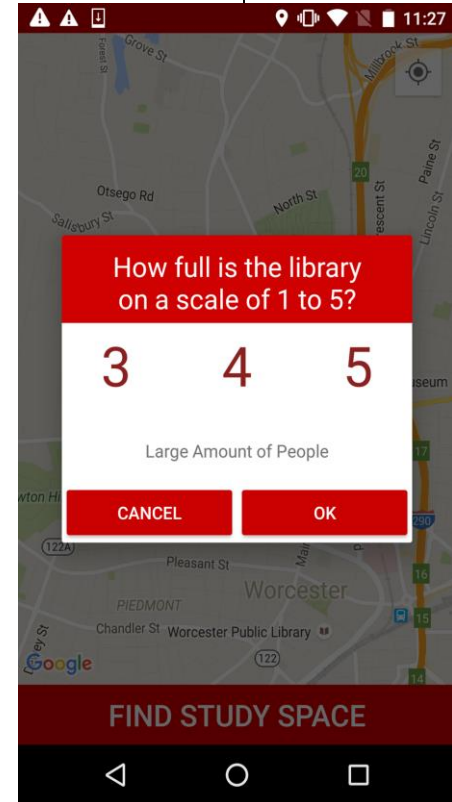 11:27
Grove St
Forest St
Millbrook St
20
Paine St
Otsego Rd
North St
Lincoln St
Salisbury St
escent St
How full is the library
on a scale of 1 to 5?
3 4 5
useum
Large Amount of People
17
wton Hi
CANCEL OK
290
122A
Pleasant St
Mai
16
Worcester
PIEDMONT
15
Chandler St
Worcester Public Library
122
Google
14
FIND STUDY SPACE